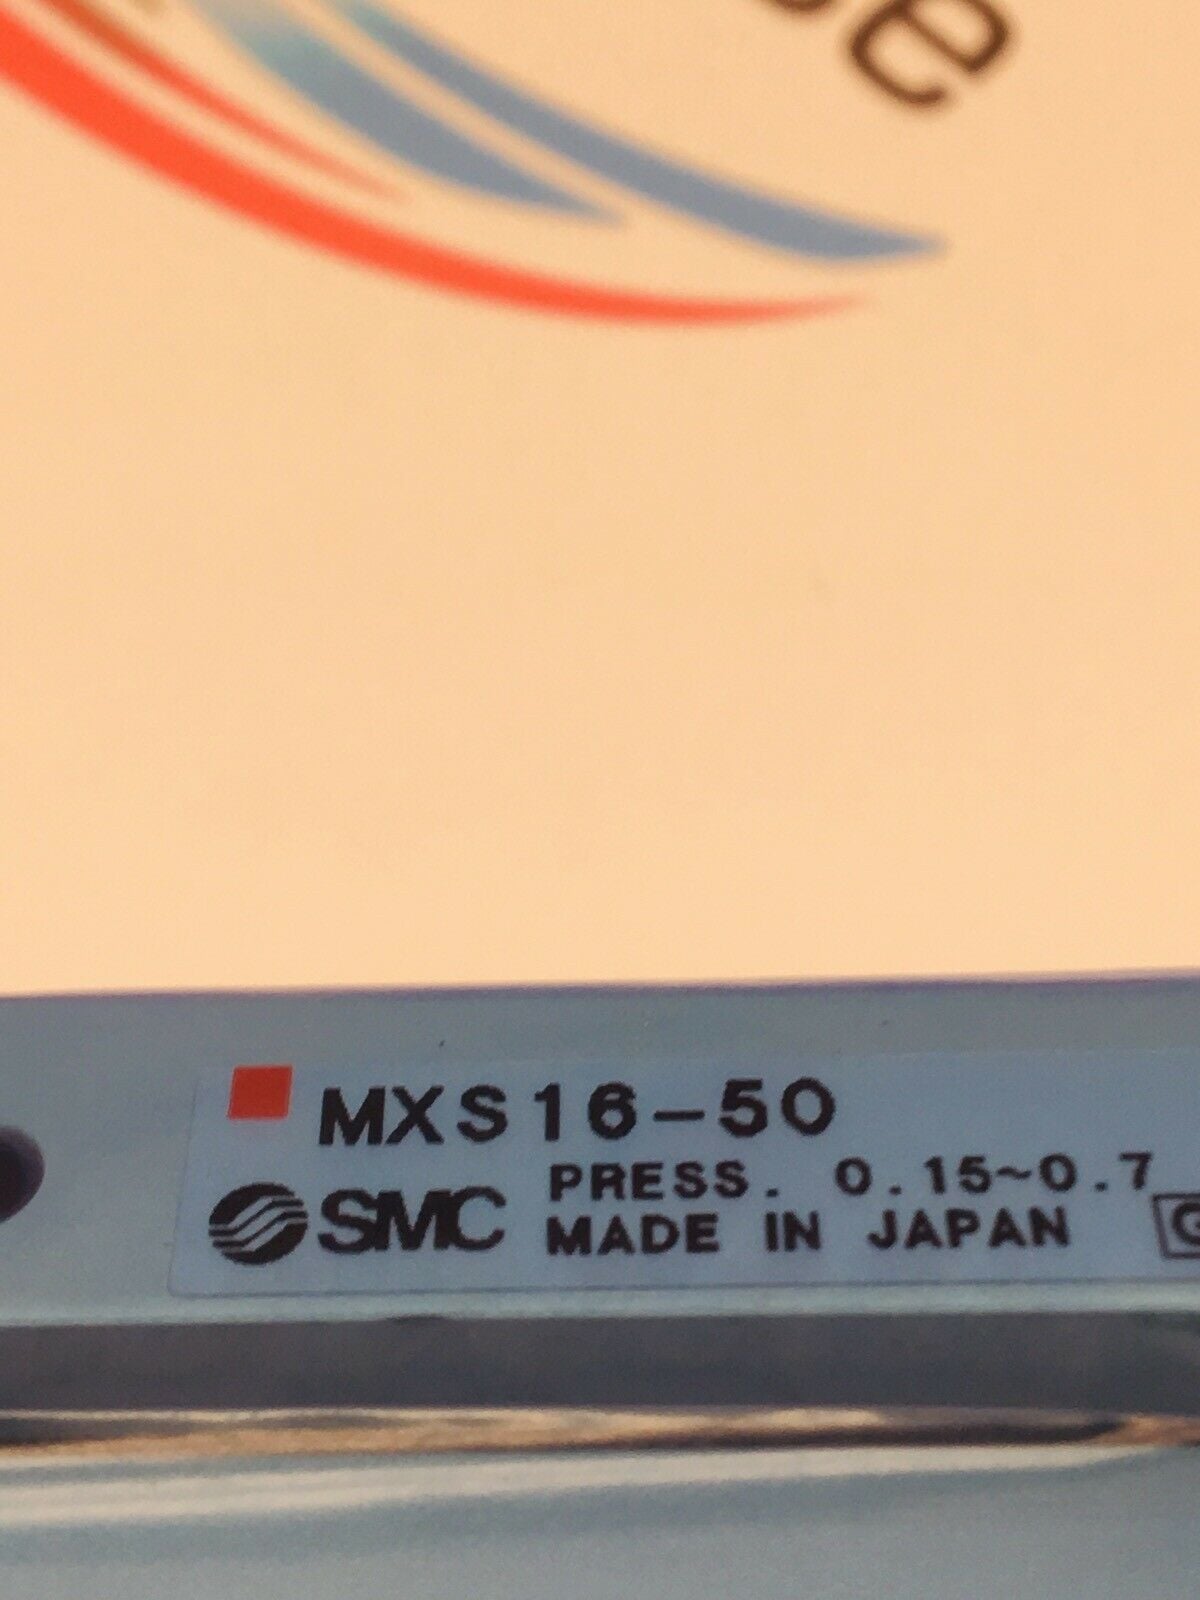 MXS16-50
SMC PRESS. 0.15~0.7
MADE IN JAPAN